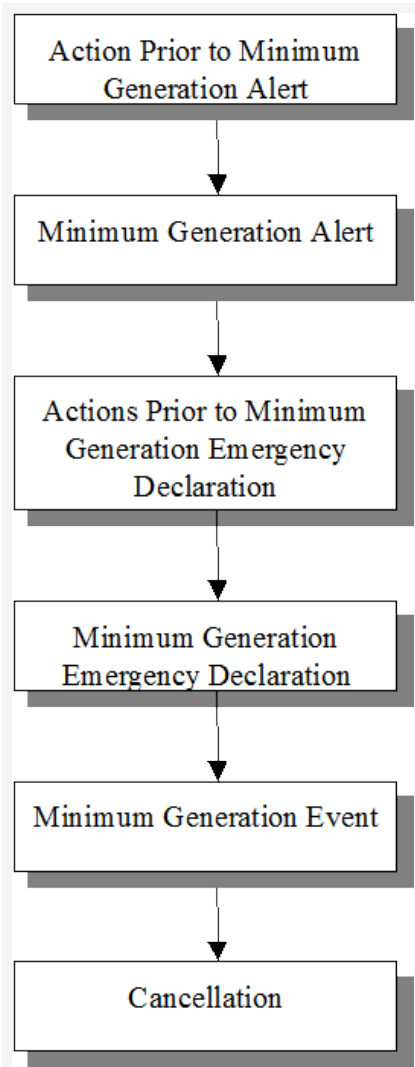 Action Prior to Minimum
Generation Alert
Minimum Generation Alert
Actions Prior to Minimum
Generation Emergency
Declaration
Minimum Generation
Emergency Declaration
Minimum Generation Event
Cancellation